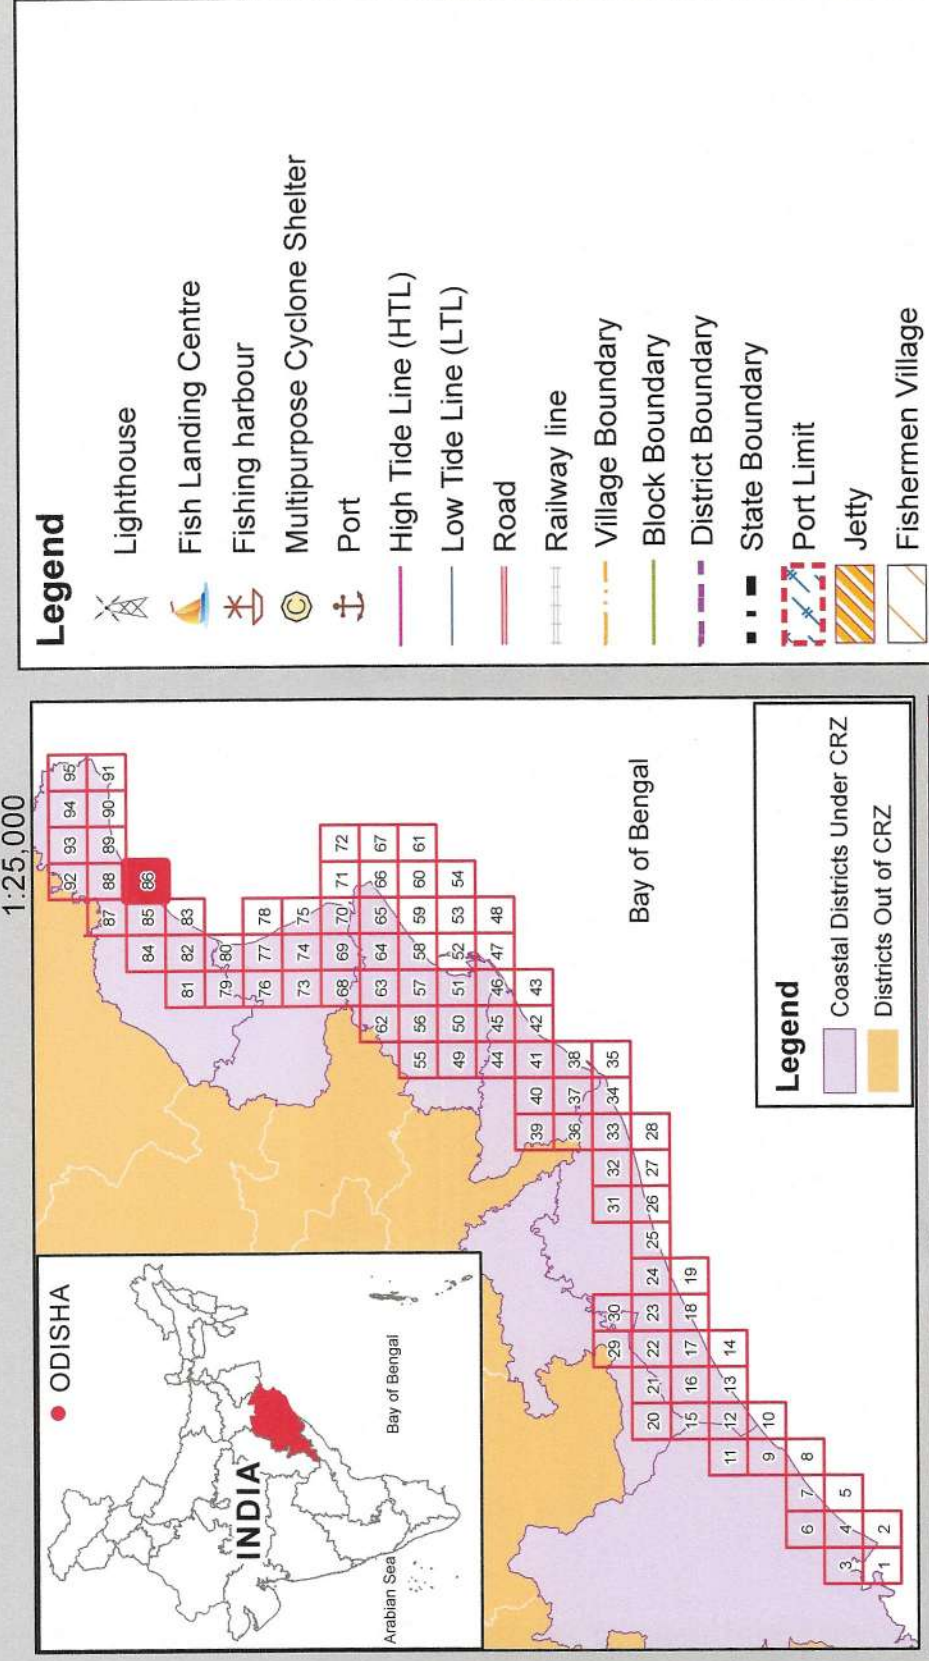 1:25,000
ODISHA
INDIA
Arabian Sea
Bay of Bengal
92 93 94 95
87 88 89 90 91
84 85 86
81 82 83
79 80
76 77 78
73 74 75
68 69 70 71 72
62 63 64 65 66 67
55 56 57 58 59 60 61
49 50 51 52 53 54
44 45 46 47 48
39 40 41 42 43
36 37 38
29 30 31 32 33 34 35
20 21 22 23 24 25 26 27 28
15 16 17 18 19
11 12 13 14
9 10
6 7 8
3 4 5
1 2
Bay of Bengal
Legend
Coastal Districts Under CRZ
Districts Out of CRZ
Legend
Lighthouse
Fish Landing Centre
Fishing harbour
C Multipurpose Cyclone Shelter
Port
High Tide Line (HTL)
Low Tide Line (LTL)
Road
Railway line
Village Boundary
Block Boundary
District Boundary
State Boundary
Port Limit
Jetty
Fishermen Village